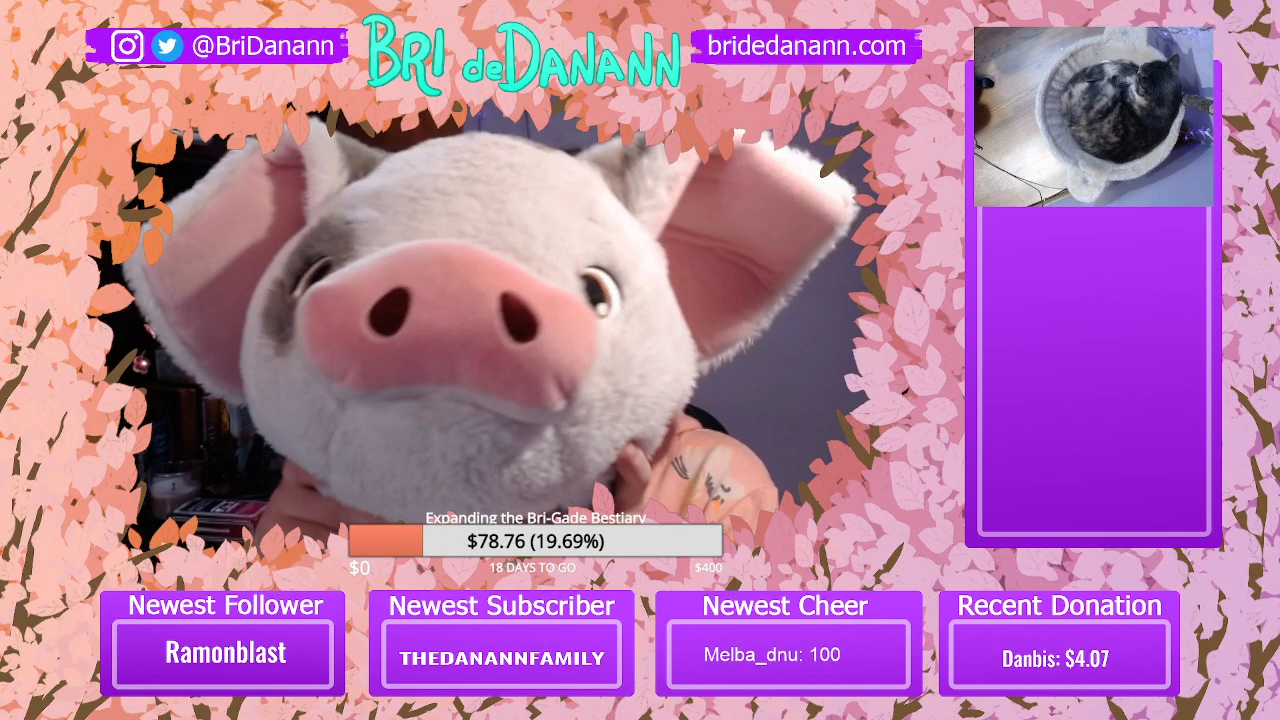 @BriDanann
BRI deDANANN
bridedanann.com
Expanding the Bri-Gade Bestiary
$78.76 (19.69%)
$0
18 DAYS TO GO
$400
Newest Follower
Ramonblast
Newest Subscriber
THEDANANNFAMILY
Newest Cheer
Melba_dnu: 100
Recent Donation
Danbis: $4.07